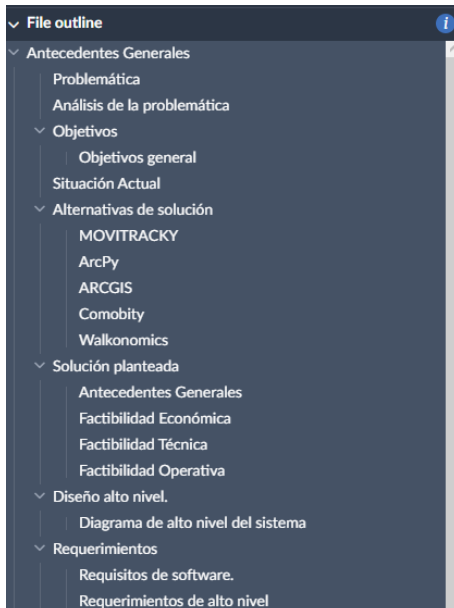 File outline
i
Antecedentes Generales
Problemática
Análisis de la problemática
Objetivos
Objetivos general
Situación Actual
Alternativas de solución
MOVITRACKY
ArcPy
ARCGIS
Comobity
Walkonomics
Solución planteada
Antecedentes Generales
Factibilidad Económica
Factibilidad Técnica
Factibilidad Operativa
Diseño alto nivel.
Diagrama de alto nivel del sistema
Requerimientos
Requisitos de software.
Requerimientos de alto nivel